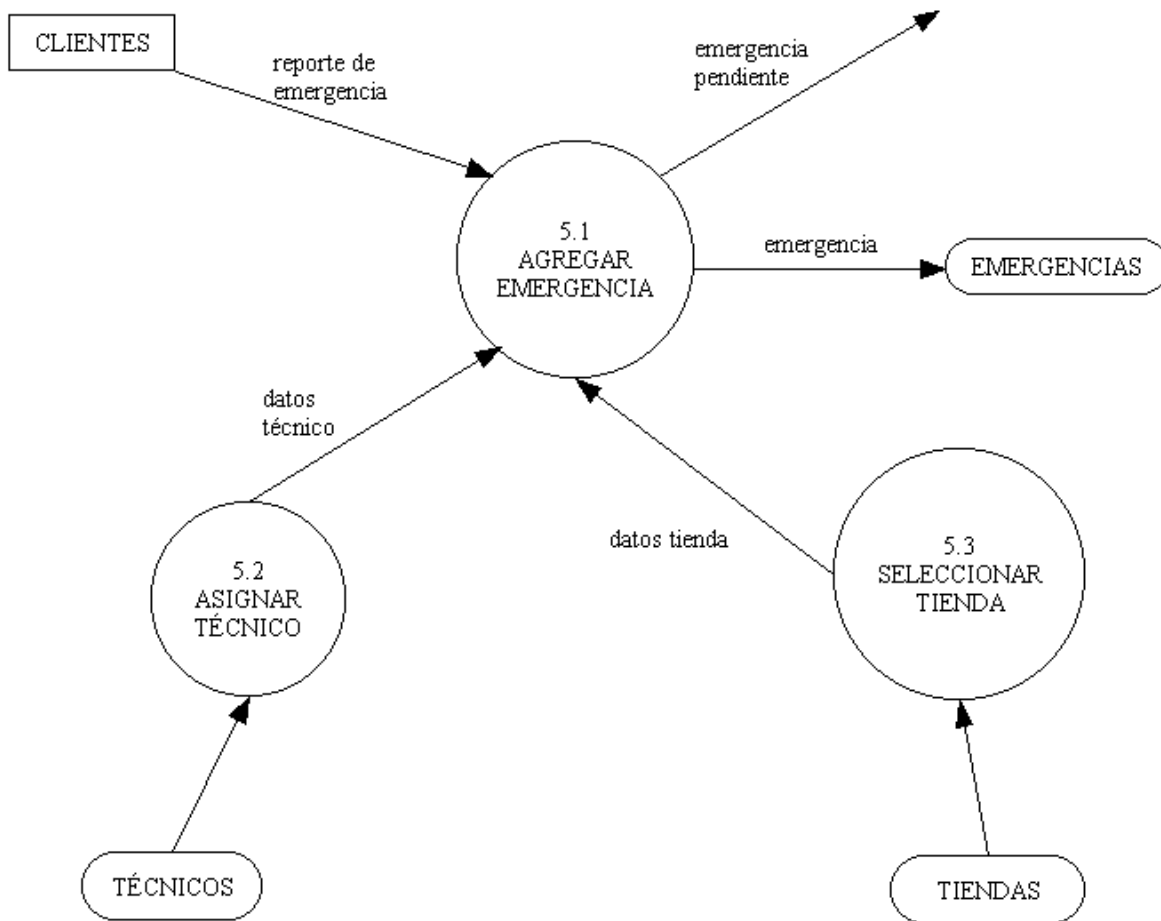 CLIENTES
reporte de
emergencia
emergencia
pendiente
5.1
AGREGAR
EMERGENCIA
emergencia
EMERGENCIAS
datos
técnico
datos tienda
5.2
ASIGNAR
TÉCNICO
5.3
SELECCIONAR
TIENDA
TÉCNICOS
TIENDAS